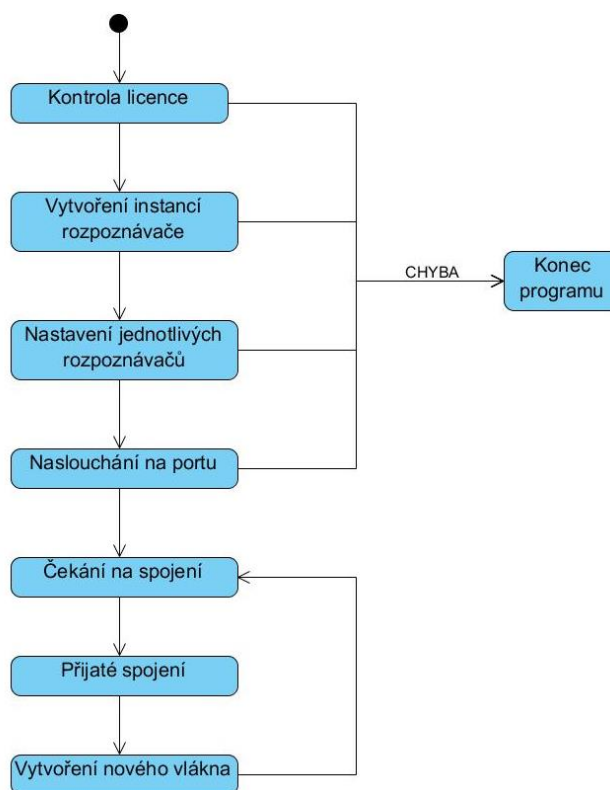 Kontrola licence
Vytvoření instancí
rozpoznávače
Nastavení jednotlivých
rozpoznávačů
Naslouchání na portu
CHYBA
Konec
programu
Čekání na spojení
Přijaté spojení
Vytvoření nového vlákna